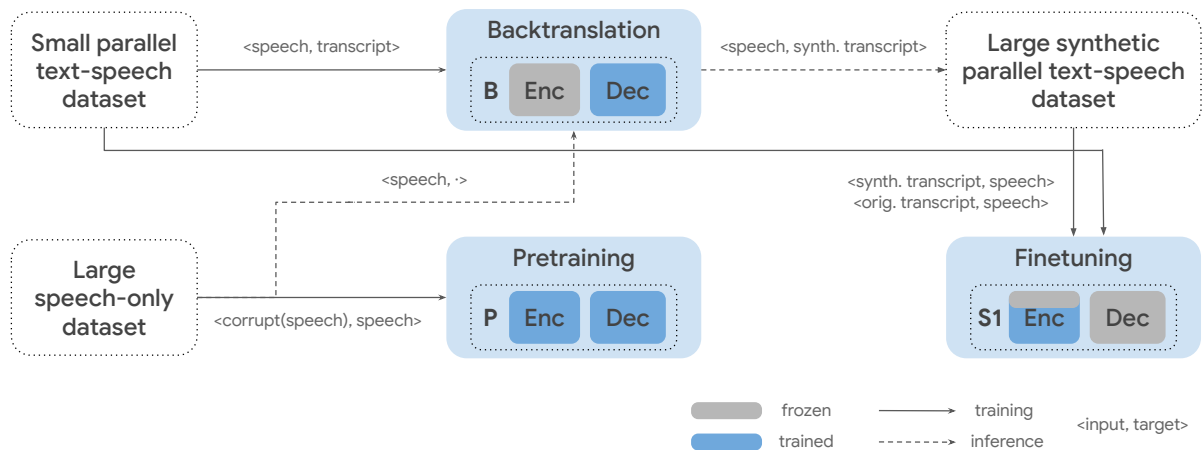 Small parallel
text-speech
dataset
<speech, transcript>
Backtranslation
B
Enc
Dec
<speech, synth. transcript>
Large synthetic
parallel text-speech
dataset
<speech, ·>
<synth. transcript, speech>
<orig. transcript, speech>
Large
speech-only
dataset
<corrupt(speech), speech>
Pretraining
P
Enc
Dec
Finetuning
S1
Enc
Dec
frozen
training
<input, target>
trained
inference